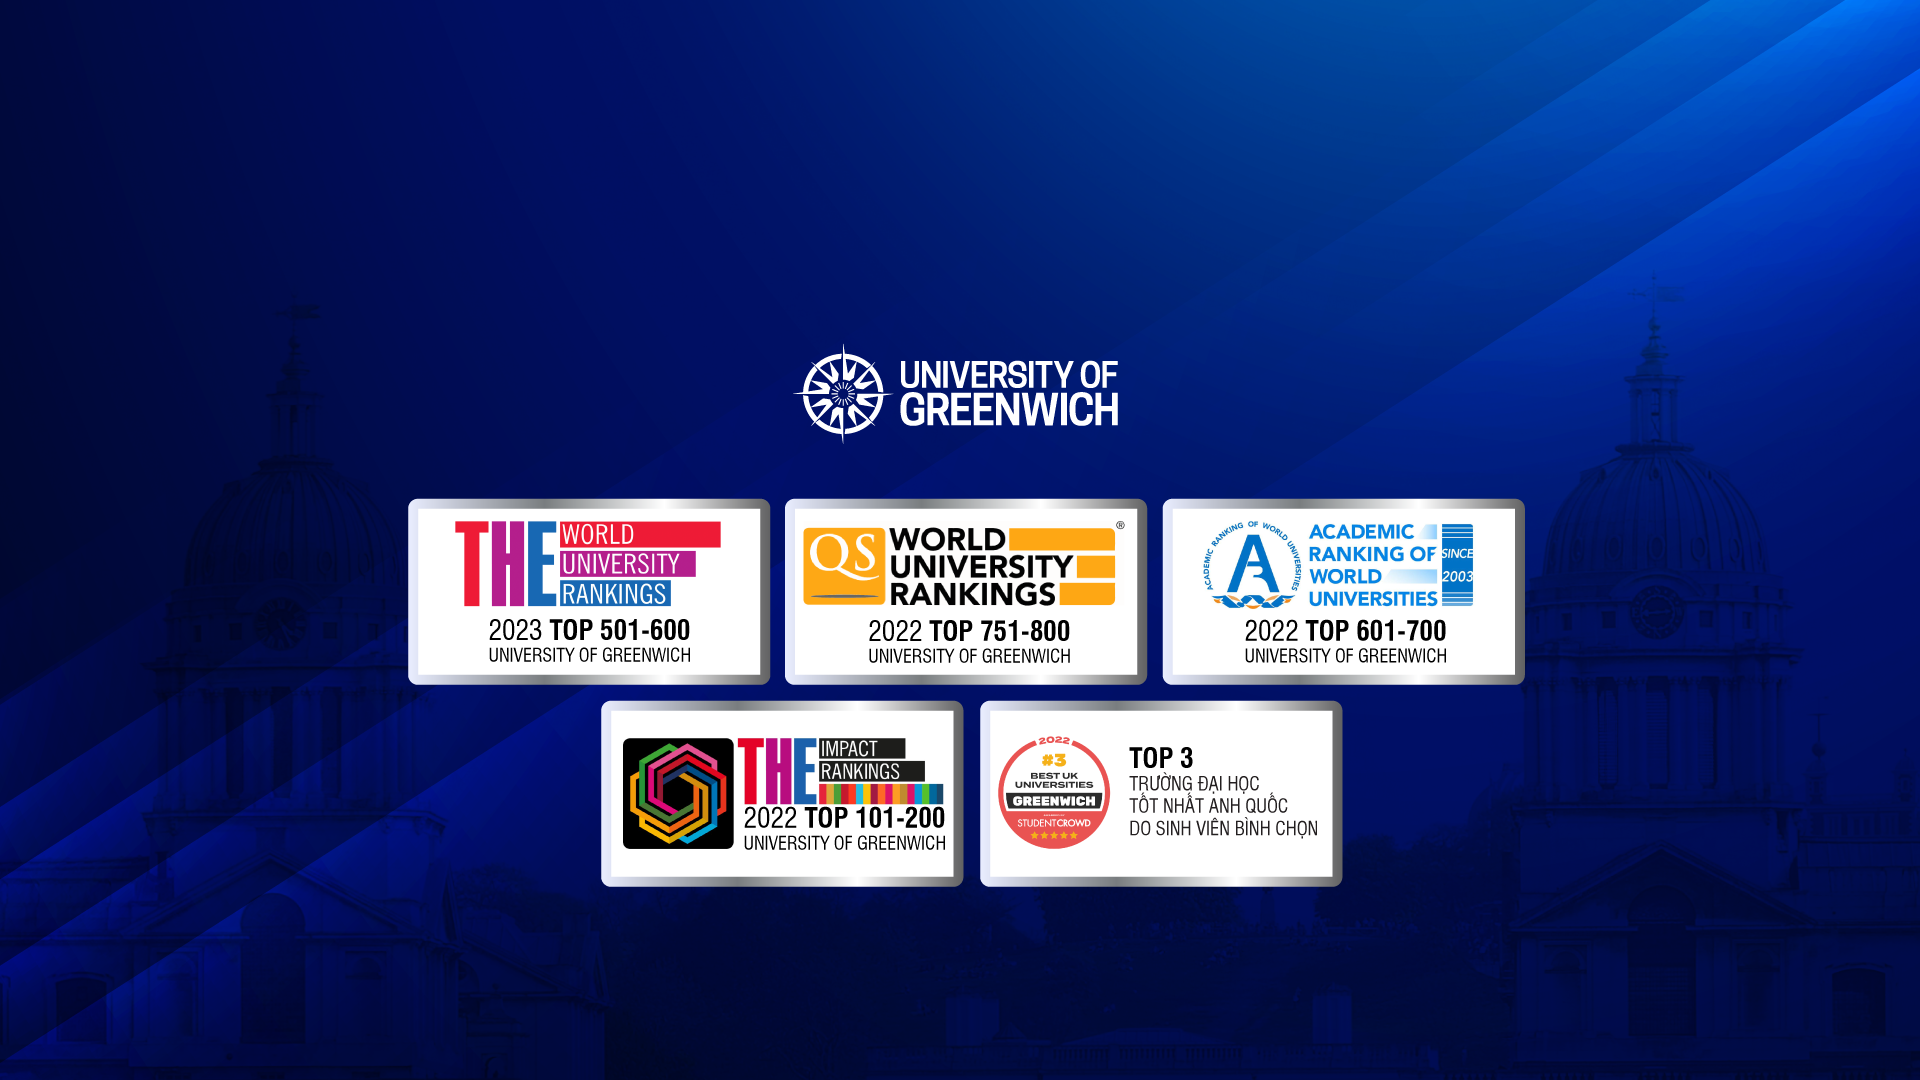 UNIVERSITY OF
GREENWICH
THE WORLD
UNIVERSITY
RANKINGS
2023 TOP 501-600
UNIVERSITY OF GREENWICH
QS WORLD
UNIVERSITY
RANKINGS
®
2022 TOP 751-800
UNIVERSITY OF GREENWICH
ACADEMIC RANKING OF WORLD UNIVERSITIES
A
ACADEMIC
RANKING OF
WORLD
UNIVERSITIES
SINCE
2003
2022 TOP 601-700
UNIVERSITY OF GREENWICH
THE IMPACT
RANKINGS
2022 TOP 101-200
UNIVERSITY OF GREENWICH
2022
#3
BEST UK
UNIVERSITIES
GREENWICH
STUDENTCROWD
TOP 3
TRƯỜNG ĐẠI HỌC
TỐT NHẤT ANH QUỐC
DO SINH VIÊN BÌNH CHỌN